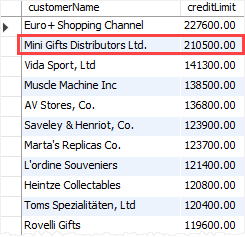 customerName creditLimit
Euro+ Shopping Channel 227600.00
Mini Gifts Distributors Ltd. 210500.00
Vida Sport, Ltd 141300.00
Muscle Machine Inc 138500.00
AV Stores, Co. 136800.00
Saveley & Henriot, Co. 123900.00
Marta's Replicas Co. 123700.00
L'ordine Souveniers 121400.00
Heintze Collectables 120800.00
Toms Spezialitäten, Ltd 120400.00
Rovelli Gifts 119600.00